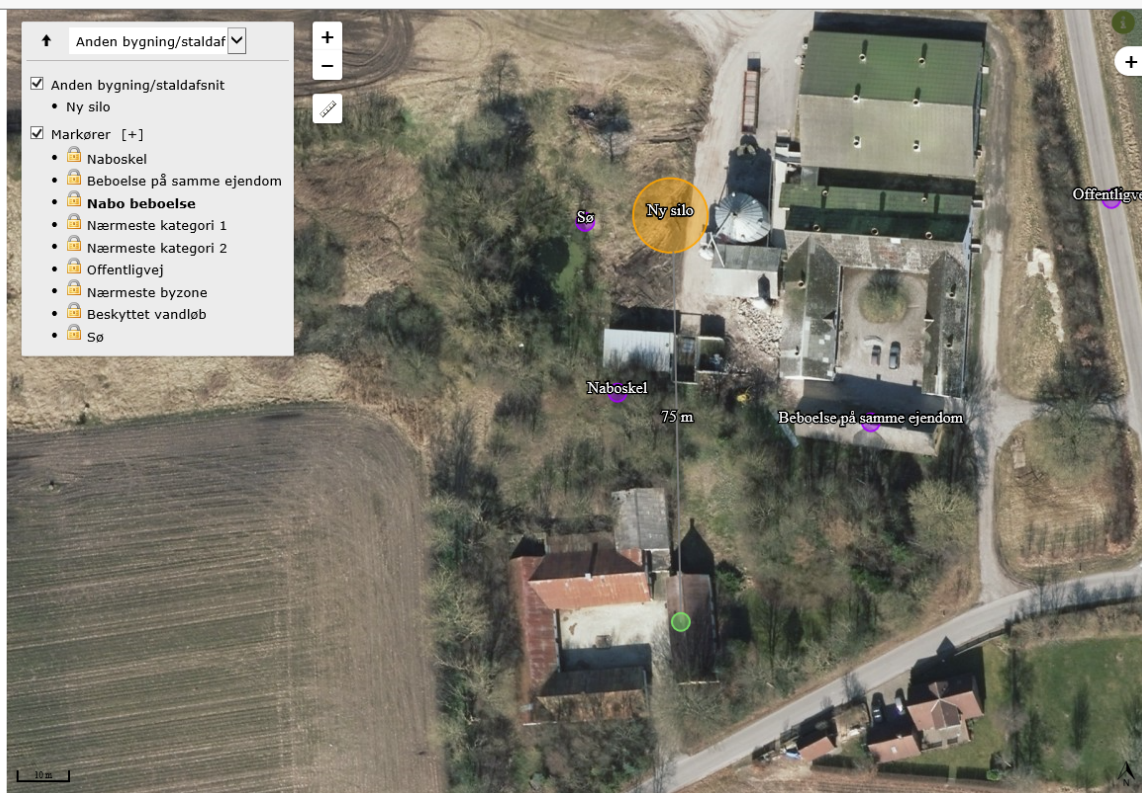 Anden bygning/staldaf
Anden bygning/staldafsnit
Ny silo
Markører [+]
Naboskel
Beboelse på samme ejendom
Nabo beboelse
Nærmeste kategori 1
Nærmeste kategori 2
Offentligvej
Nærmeste byzone
Beskyttet vandløb
Sø
+
−
i
+
Offentligve
Ny silo
Sø
Naboskel
75 m
Beboelse på samme ejendom
10 m
N